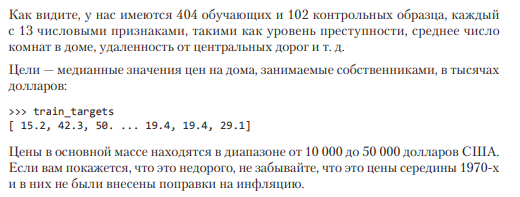 Как видите, у нас имеются 404 обучающих и 102 контрольных образца, каждый
с 13 числовыми признаками, такими как уровень преступности, среднее число
комнат в доме, удаленность от центральных дорог и т. д.
Цели — медианные значения цен на дома, занимаемые собственниками, в тысячах
долларов:
>>> train_targets
[ 15.2, 42.3, 50. ... 19.4, 19.4, 29.1]
Цены в основной массе находятся в диапазоне от 10 000 до 50 000 долларов США.
Если вам покажется, что это недорого, не забывайте, что это цены середины 1970-х
и в них не были внесены поправки на инфляцию.